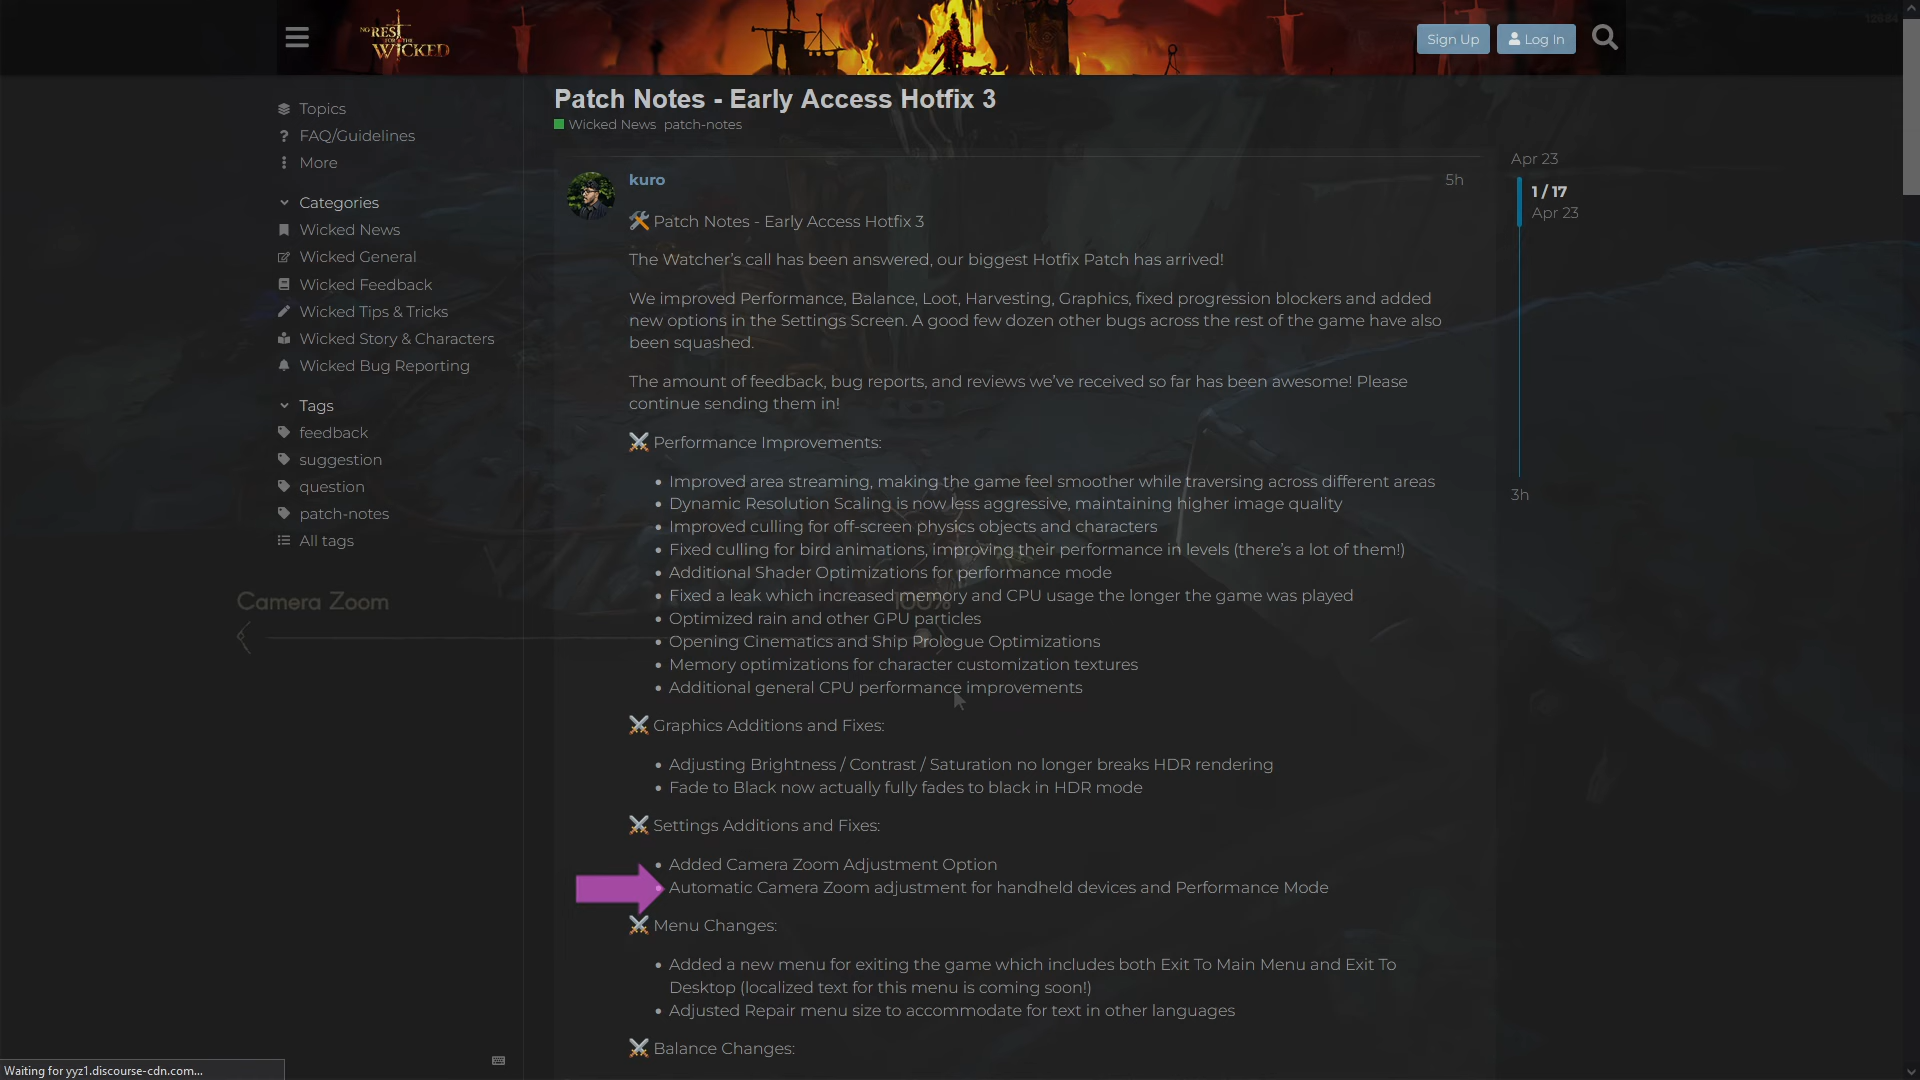 NO REST FOR THE WICKED
Sign Up
Log In
Patch Notes - Early Access Hotfix 3
Wicked News patch-notes
Topics
FAQ/Guidelines
More
Categories
Wicked News
Wicked General
Wicked Feedback
Wicked Tips & Tricks
Wicked Story & Characters
Wicked Bug Reporting
Tags
feedback
suggestion
question
patch-notes
All tags
Camera Zoom
100%
kuro
5h
Patch Notes - Early Access Hotfix 3
The Watcher’s call has been answered, our biggest Hotfix Patch has arrived!
We improved Performance, Balance, Loot, Harvesting, Graphics, fixed progression blockers and added
new options in the Settings Screen. A good few dozen other bugs across the rest of the game have also
been squashed.
The amount of feedback, bug reports, and reviews we’ve received so far has been awesome! Please
continue sending them in!
Performance Improvements:
• Improved area streaming, making the game feel smoother while traversing across different areas
• Dynamic Resolution Scaling is now less aggressive, maintaining higher image quality
• Improved culling for off-screen physics objects and characters
• Fixed culling for bird animations, improving their performance in levels (there’s a lot of them!)
• Additional Shader Optimizations for performance mode
• Fixed a leak which increased memory and CPU usage the longer the game was played
• Optimized rain and other GPU particles
• Opening Cinematics and Ship Prologue Optimizations
• Memory optimizations for character customization textures
• Additional general CPU performance improvements
Graphics Additions and Fixes:
• Adjusting Brightness / Contrast / Saturation no longer breaks HDR rendering
• Fade to Black now actually fully fades to black in HDR mode
Settings Additions and Fixes:
• Added Camera Zoom Adjustment Option
• Automatic Camera Zoom adjustment for handheld devices and Performance Mode
Menu Changes:
• Added a new menu for exiting the game which includes both Exit To Main Menu and Exit To
Desktop (localized text for this menu is coming soon!)
• Adjusted Repair menu size to accommodate for text in other languages
Balance Changes:
Apr 23
1 / 17
Apr 23
3h
Waiting for yyz1.discourse-cdn.com...